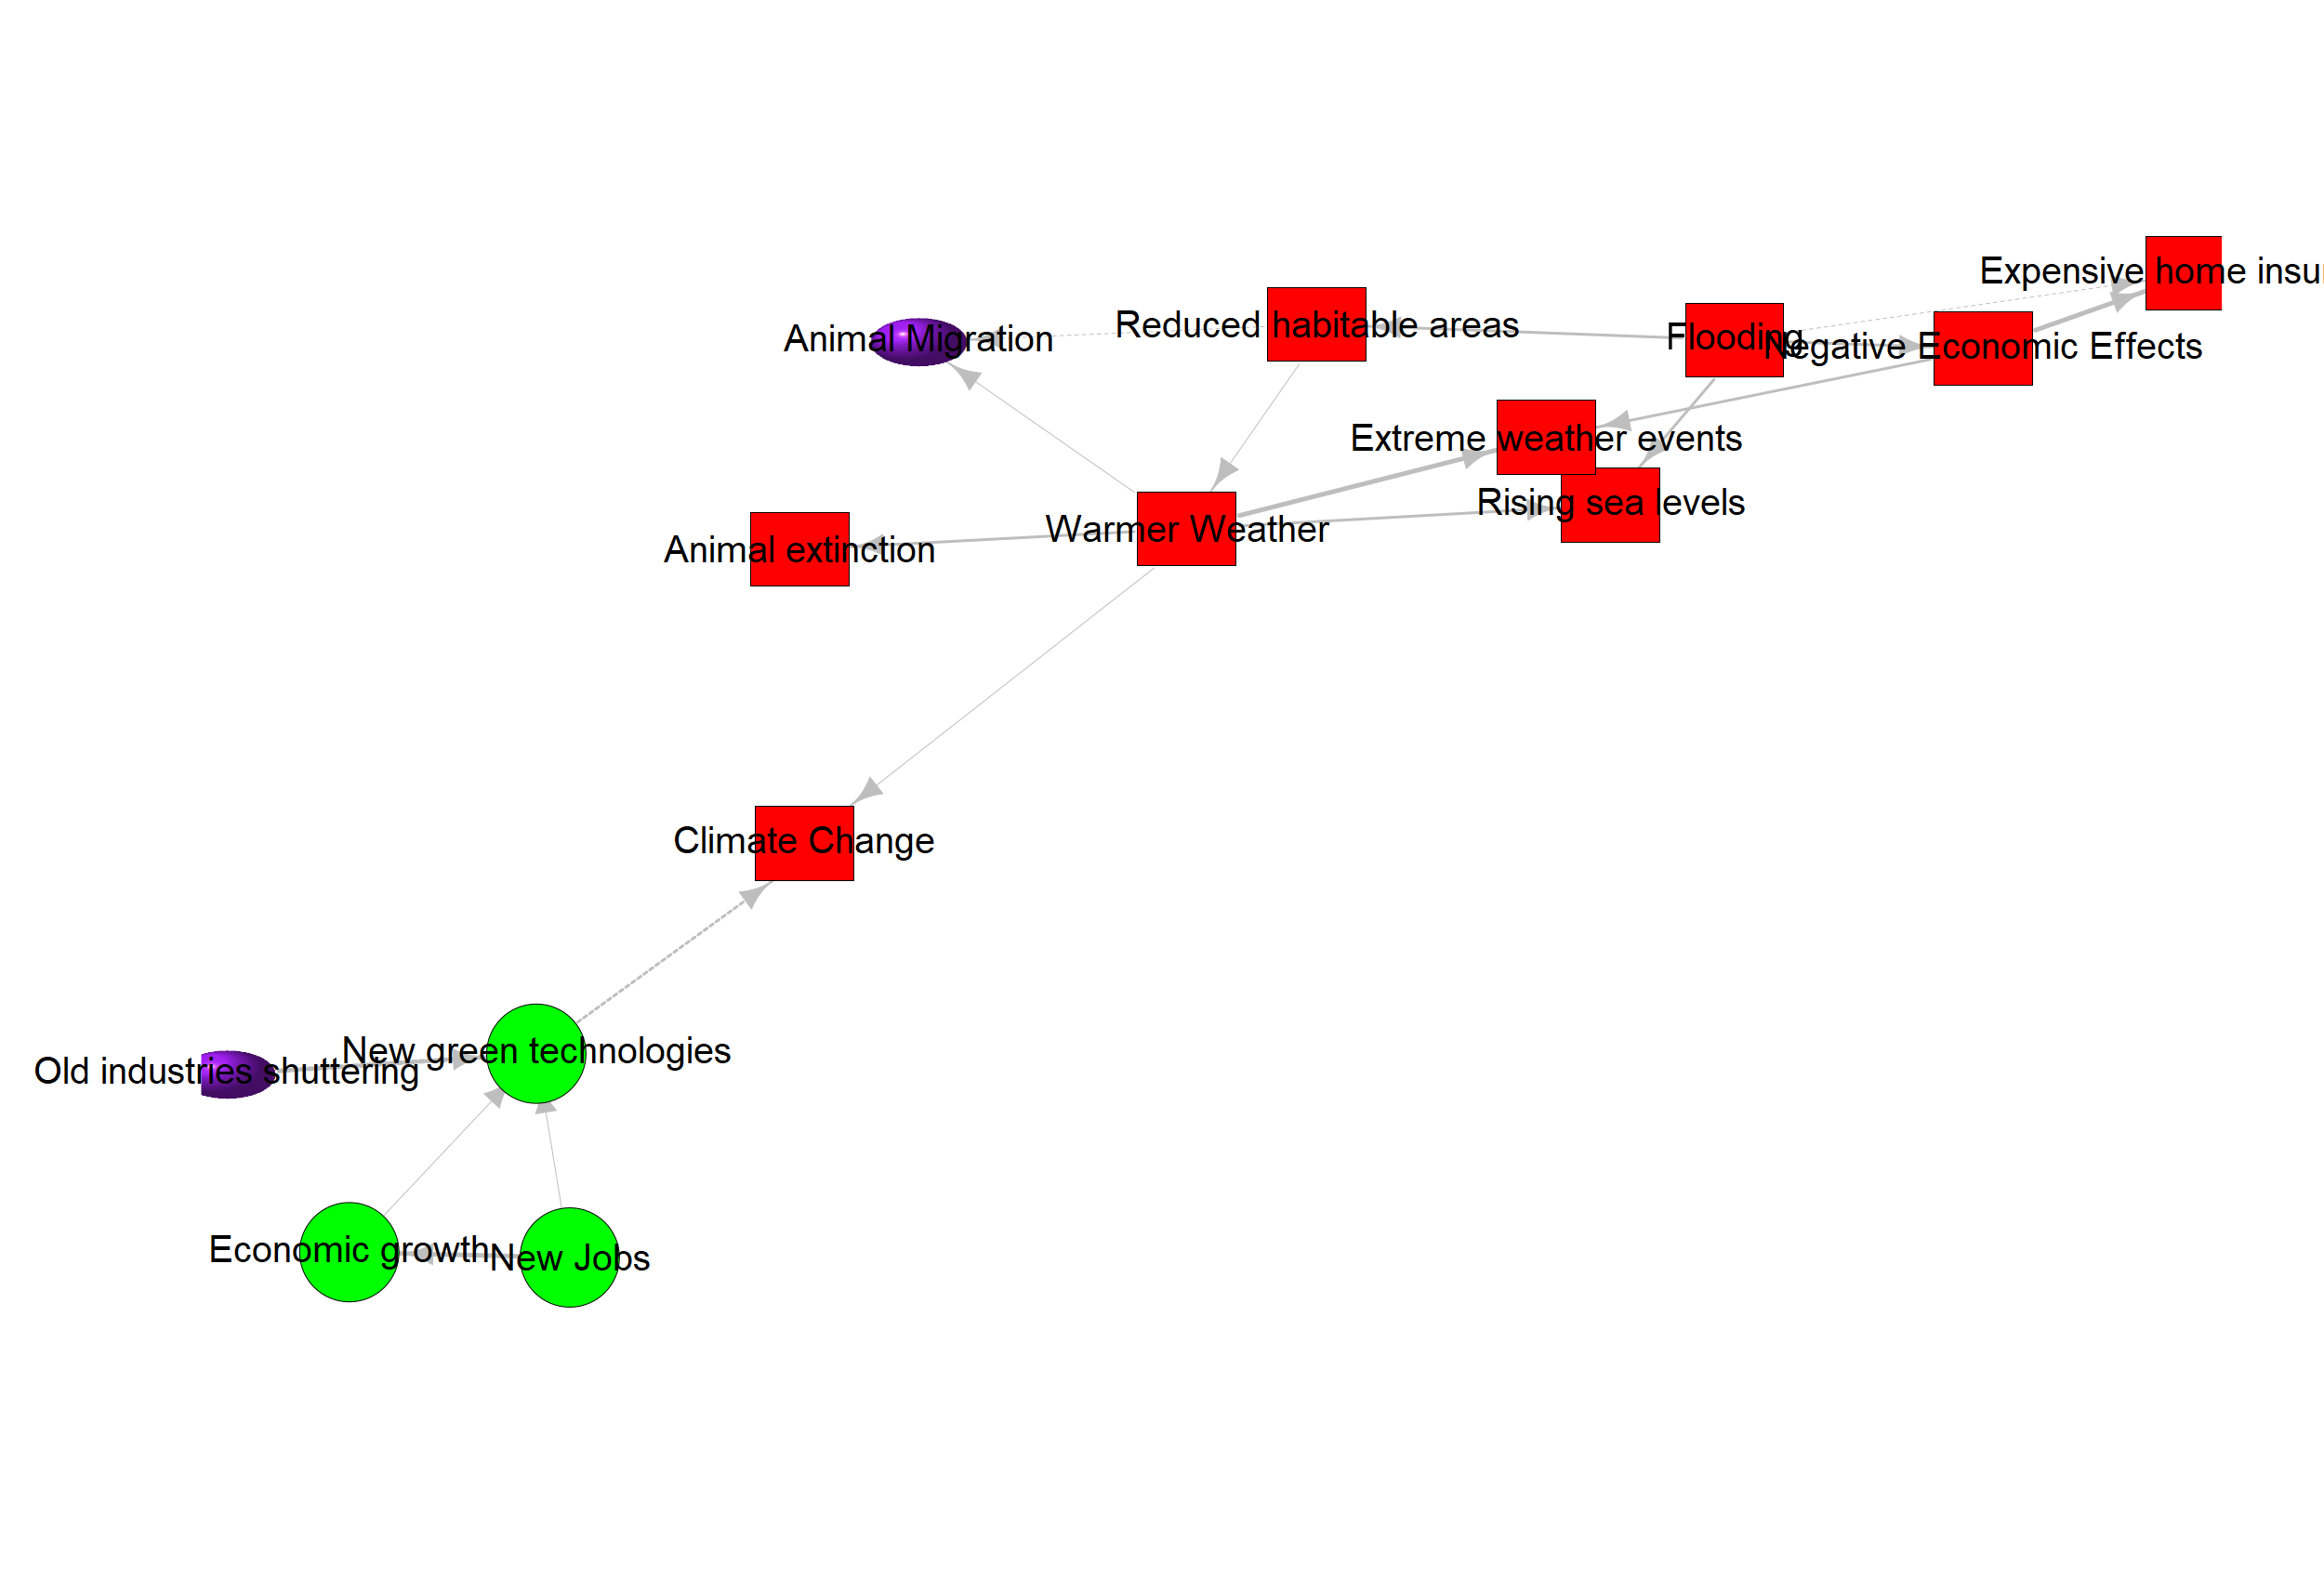 Expensive home insu
Reduced habitable areas
Animal Migration
Flooding
Negative Economic Effects
Extreme weather events
Rising sea levels
Warmer Weather
Animal extinction
Climate Change
New green technologies
Old industries shuttering
Economic growth
New Jobs